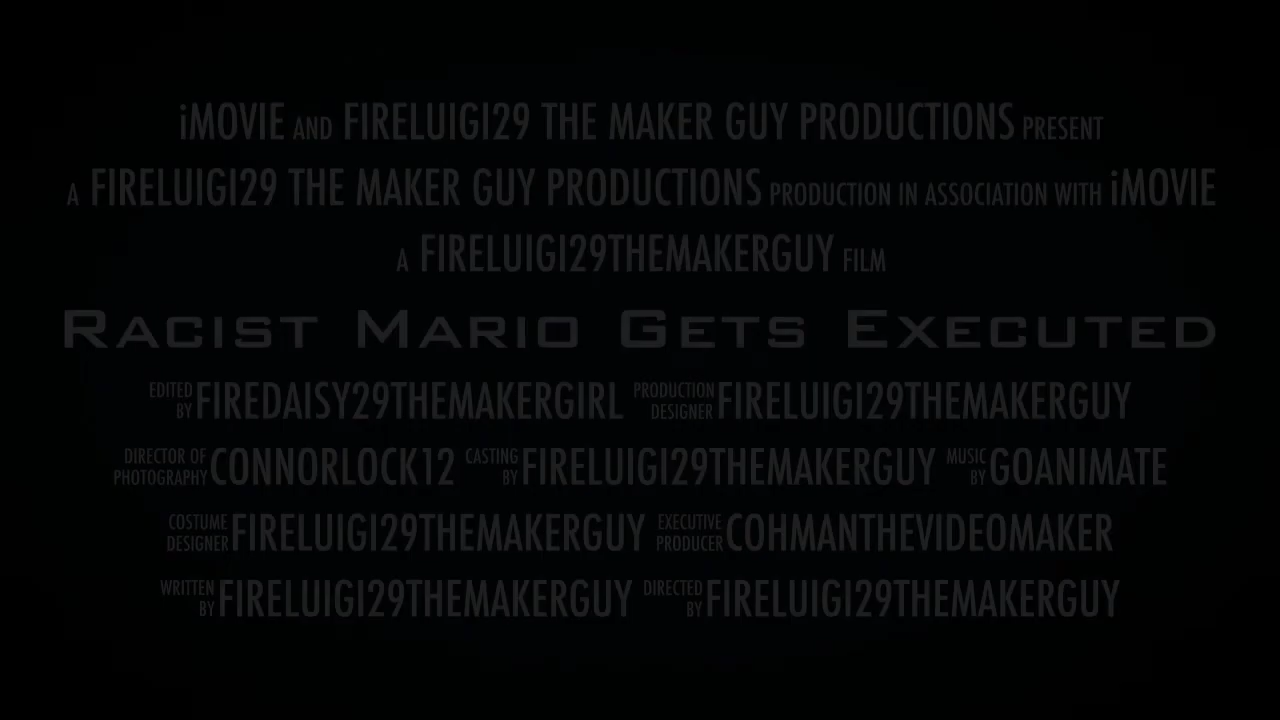 iMOVIE AND FIRELUIGI29 THE MAKER GUY PRODUCTIONS PRESENT
A FIRELUIGI29 THE MAKER GUY PRODUCTIONS PRODUCTION IN ASSOCIATION WITH iMOVIE
A FIRELUIGI29THEMAKERGUY FILM
RACIST MARIO GETS EXECUTED
EDITED BY FIREDAISY29THEMAKERGIRL PRODUCTION DESIGNER FIRELUIGI29THEMAKERGUY
DIRECTOR OF PHOTOGRAPHY CONNORLOCK12 CASTING BY FIRELUIGI29THEMAKERGUY MUSIC BY GOANIMATE
COSTUME DESIGNER FIRELUIGI29THEMAKERGUY EXECUTIVE PRODUCER COHMANTHEVIDEOMAKER
WRITTEN BY FIRELUIGI29THEMAKERGUY DIRECTED BY FIRELUIGI29THEMAKERGUY